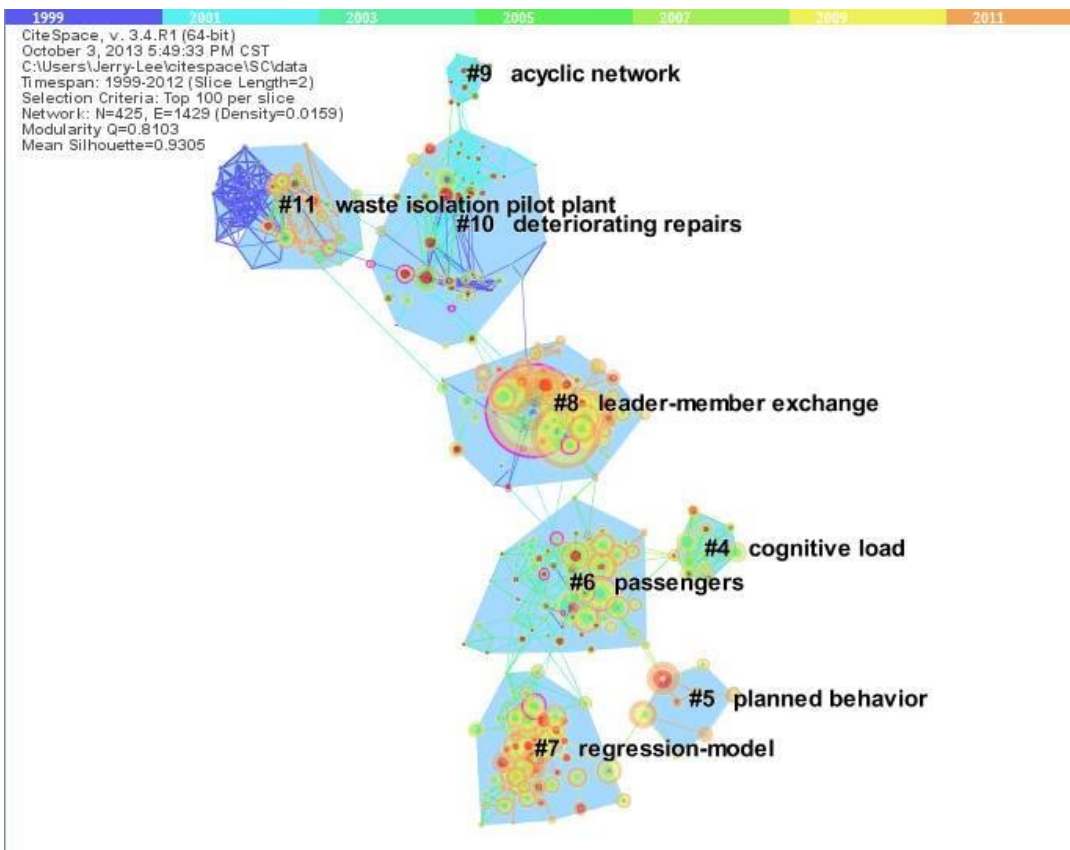 1999 2001 2003 2005 2007 2009 2011
CiteSpace, v. 3.4.R1 (64-bit)
October 3, 2013 5:49:33 PM CST
C:\Users\Jerry-Lee\citespace\SC\data
Timespan: 1999-2012 (Slice Length=2)
Selection Criteria: Top 100 per slice
Network: N=425, E=1429 (Density=0.0159)
Modularity Q=0.8103
Mean Silhouette=0.9305
#9 acyclic network
#11 waste isolation pilot plant
#10 deteriorating repairs
#8 leader-member exchange
#4 cognitive load
#6 passengers
#5 planned behavior
#7 regression-model